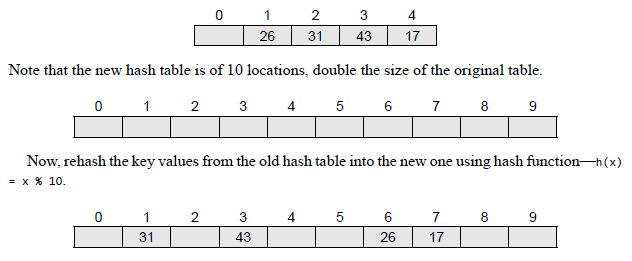 0 1 2 3 4
26 31 43 17
Note that the new hash table is of 10 locations, double the size of the original table.
0 1 2 3 4 5 6 7 8 9
Now, rehash the key values from the old hash table into the new one using hash function—h(x)
= x % 10.
0 1 2 3 4 5 6 7 8 9
31 43 26 17